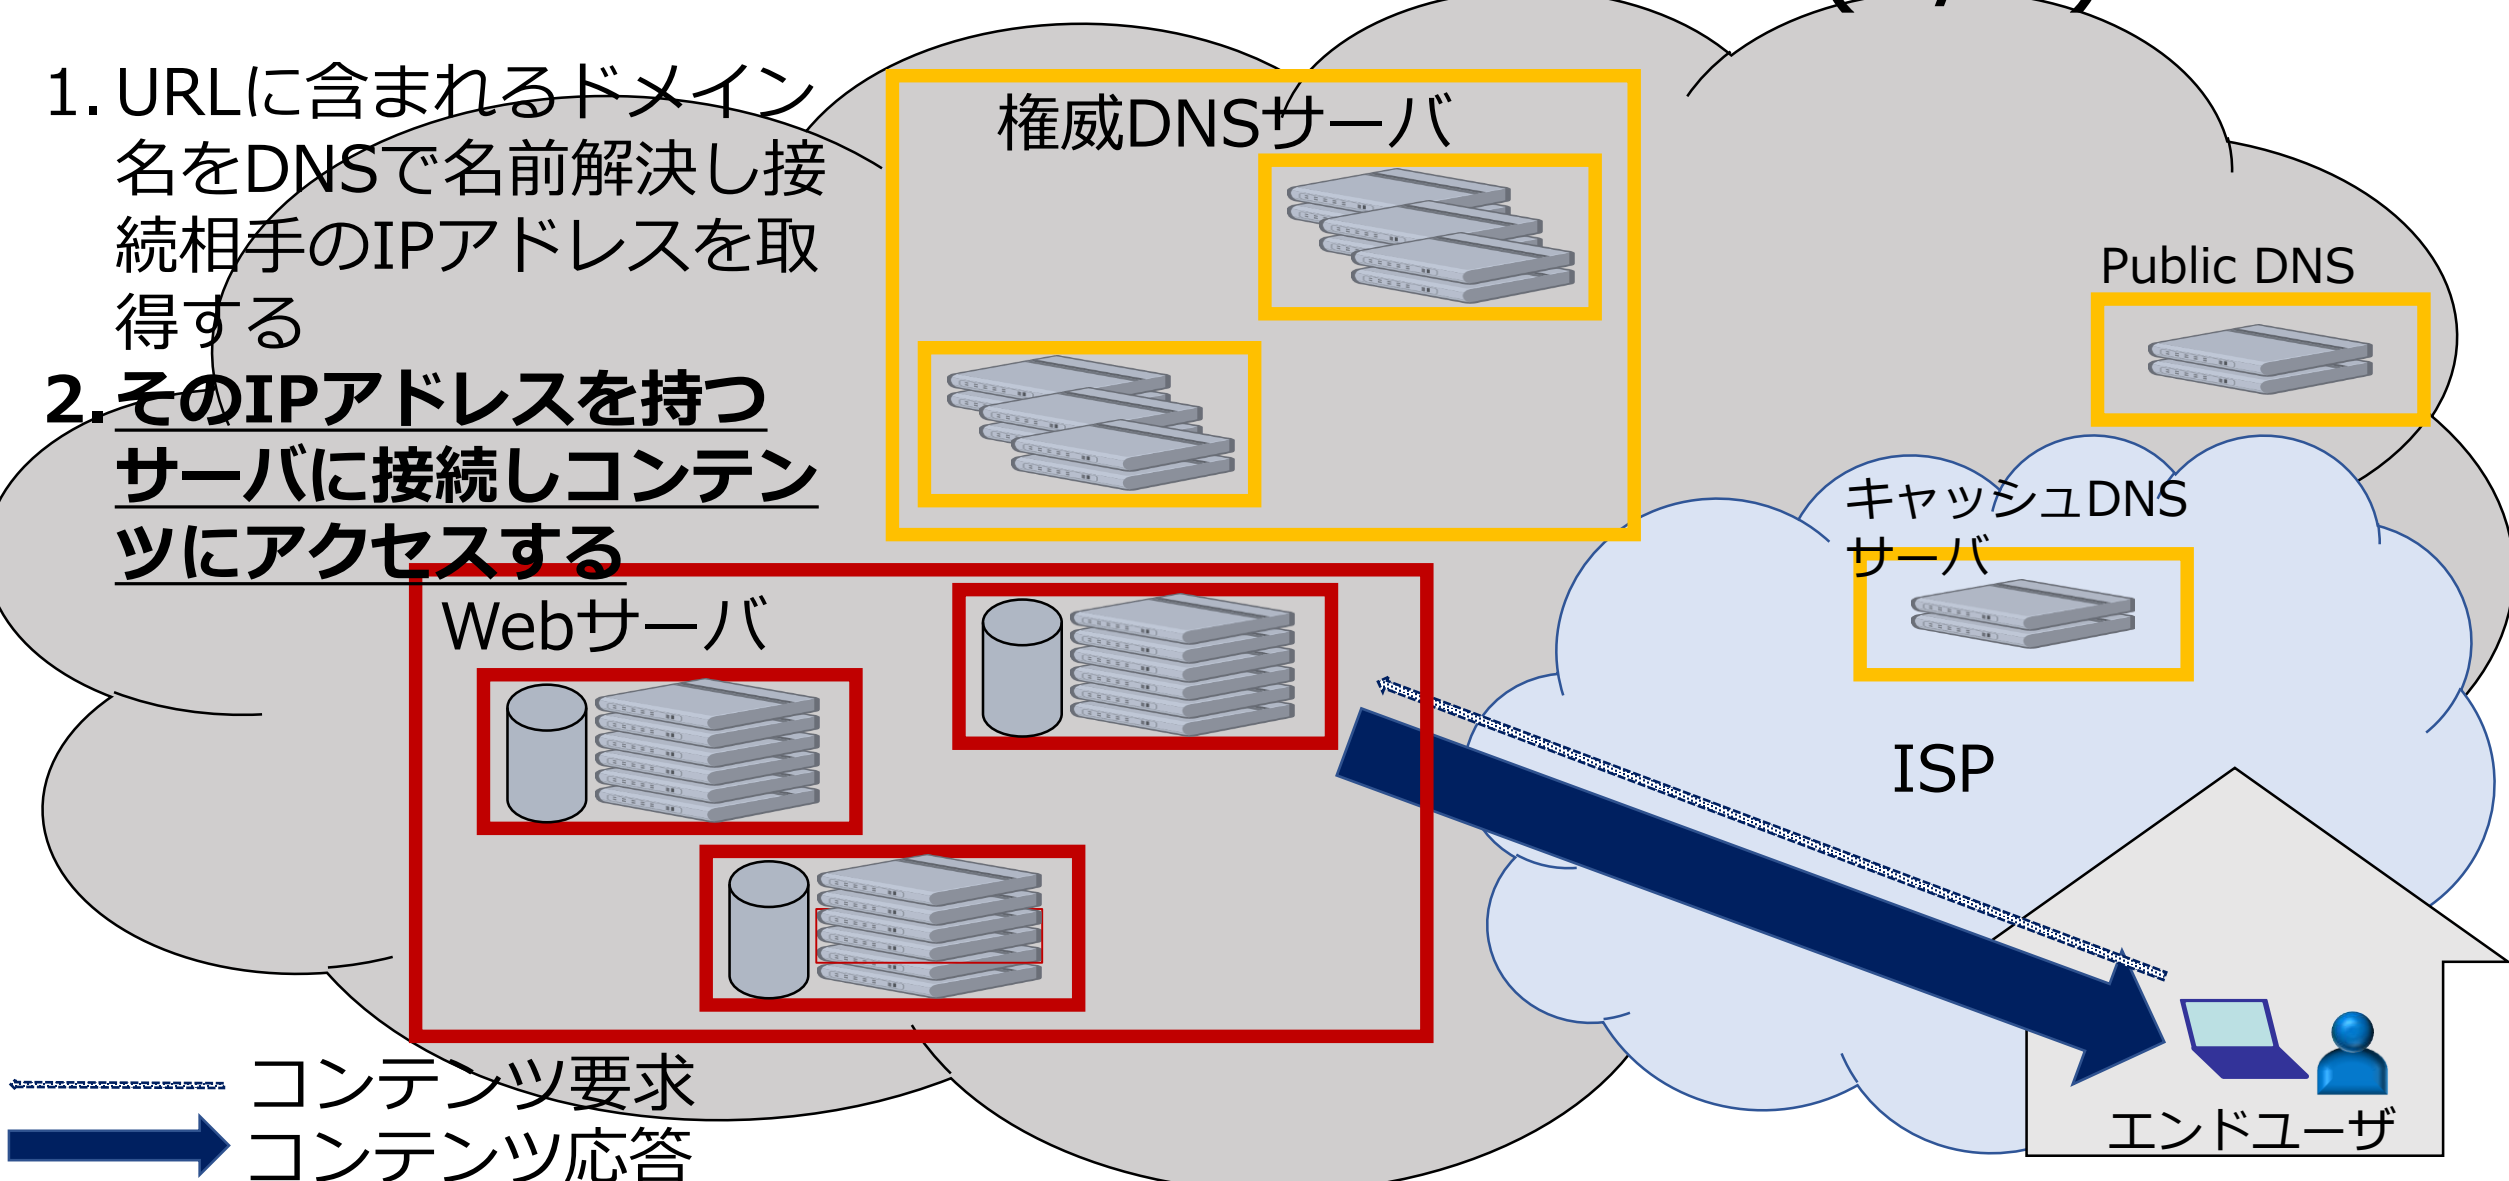 1. URLに含まれるドメイン
名をDNSで名前解決し接
続相手のIPアドレスを取
得する
2. そのIPアドレスを持つ
サーバに接続しコンテン
ツにアクセスする
権威DNSサーバ
Public DNS
キャッシュDNS
サーバ
Webサーバ
ISP
エンドユーザ
コンテンツ要求
コンテンツ応答